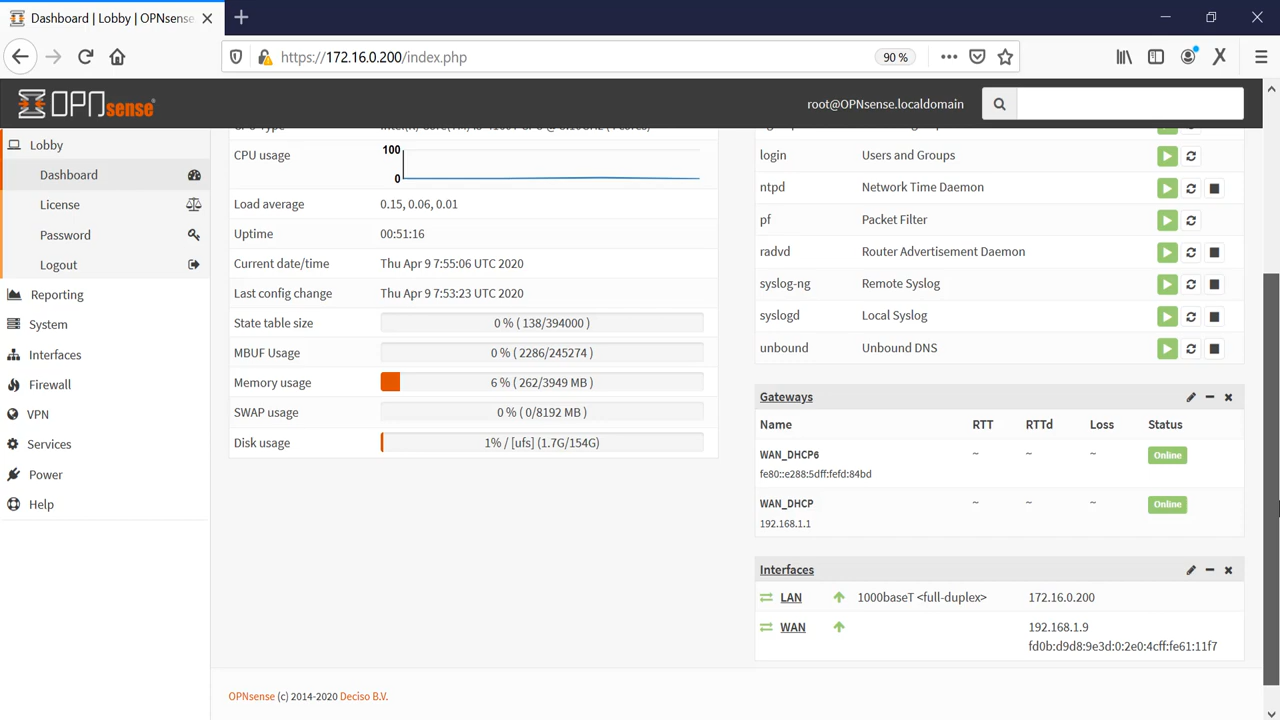 Dashboard | Lobby | OPNsense
https://172.16.0.200/index.php
90 %
OPNsense
root@OPNsense.localdomain
Lobby
Dashboard
License
Password
Logout
Reporting
System
Interfaces
Firewall
VPN
Services
Power
Help
CPU usage
100
0
Load average 0.15, 0.06, 0.01
Uptime 00:51:16
Current date/time Thu Apr 9 7:55:06 UTC 2020
Last config change Thu Apr 9 7:53:23 UTC 2020
State table size 0 % ( 138/394000 )
MBUF Usage 0 % ( 2286/245274 )
Memory usage 6 % ( 262/3949 MB )
SWAP usage 0 % ( 0/8192 MB )
Disk usage 1% / [ufs] (1.7G/154G)
login Users and Groups
ntpd Network Time Daemon
pf Packet Filter
radvd Router Advertisement Daemon
syslog-ng Remote Syslog
syslogd Local Syslog
unbound Unbound DNS
Gateways
Name RTT RTTd Loss Status
WAN_DHCP6 ~ ~ ~ Online
fe80::e288:5dff:fefd:84bd
WAN_DHCP ~ ~ ~ Online
192.168.1.1
Interfaces
LAN 1000baseT <full-duplex> 172.16.0.200
WAN 192.168.1.9
fd0b:d9d8:9e3d:0:2e0:4cff:fe61:11f7
OPNsense (c) 2014-2020 Deciso B.V.